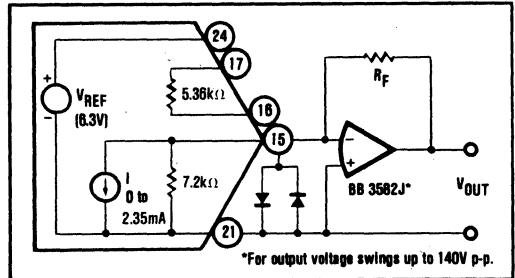 24
17
+
VREF
(6.3V)
-
5.36kΩ
16
15
RF
-
+
I
0 to
2.35mA
7.2kΩ
BB 3582J*
VOUT
21
*For output voltage swings up to 140V p-p.